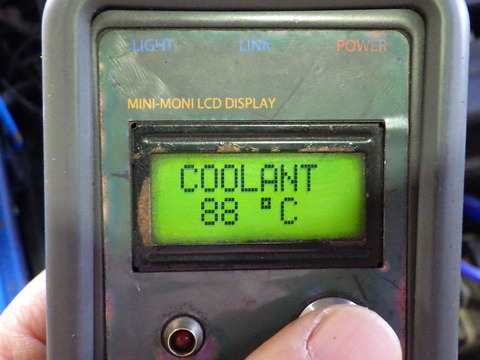 LIGHT LINK POWER
MINI-MONI LCD DISPLAY
COOLANT
88 °C